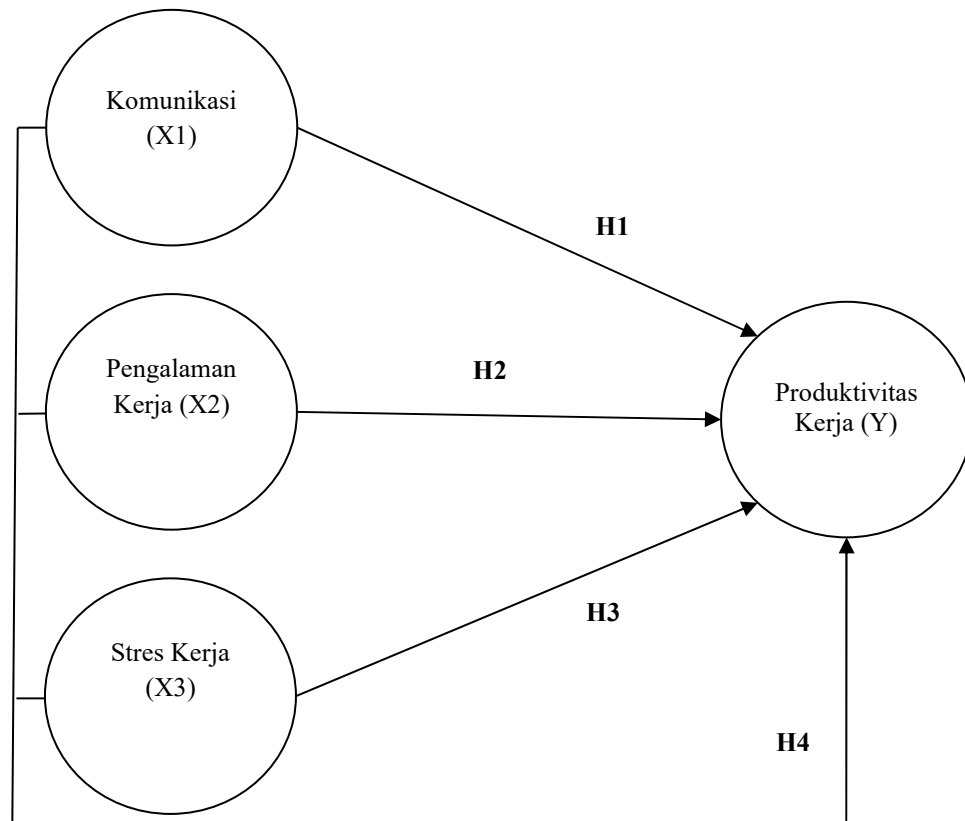 Komunikasi
(X1)
H1
Pengalaman
Kerja (X2)
H2
Produktivitas
Kerja (Y)
Stres Kerja
(X3)
H3
H4